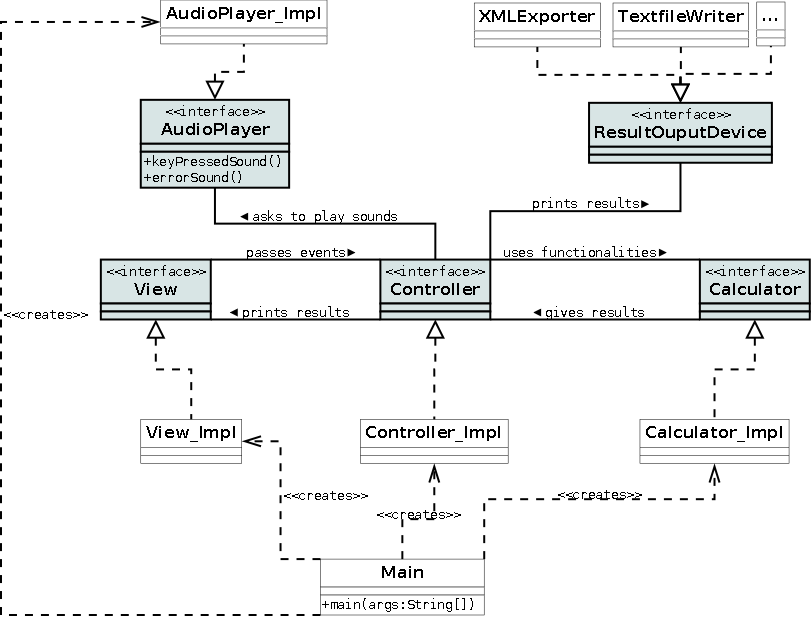 AudioPlayer_Impl
XMLExporter
TextfileWriter
...
<<interface>>
AudioPlayer
+keyPressedSound()
+errorSound()
<<interface>>
ResultOuputDevice
prints results►
◄asks to play sounds
passes events►
uses functionalities►
<<interface>>
View
<<interface>>
Controller
<<interface>>
Calculator
<<creates>>
◄prints results
◄gives results
View_Impl
Controller_Impl
Calculator_Impl
<<creates>>
<<creates>>
<<creates>>
Main
+main(args:String[])